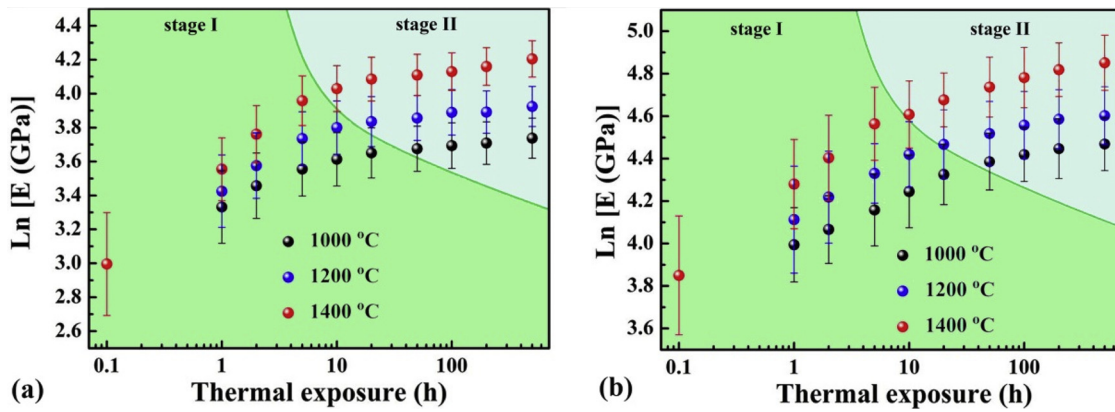 stage I
stage II
Ln [E (GPa)]
4.4
4.2
4.0
3.8
3.6
3.4
3.2
3.0
2.8
2.6
1000 °C
1200 °C
1400 °C
0.1
1
10
100
Thermal exposure (h)
(a)
stage I
stage II
Ln [E (GPa)]
5.0
4.8
4.6
4.4
4.2
4.0
3.8
3.6
1000 °C
1200 °C
1400 °C
0.1
1
10
100
Thermal exposure (h)
(b)